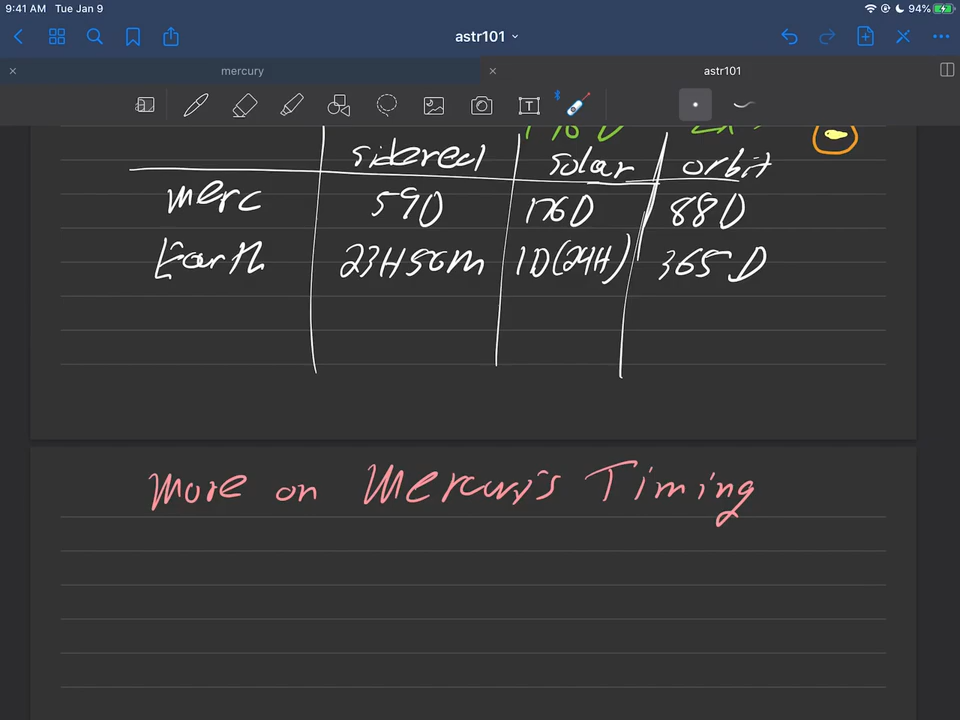 9:41 AM Tue Jan 9 94%
astr101
mercury astr101
T
176 D
sidereal solar orbit
merc 59D 176D 88D
Earth 23H56m 1D(24H) 365D
More on Mercury's Timing